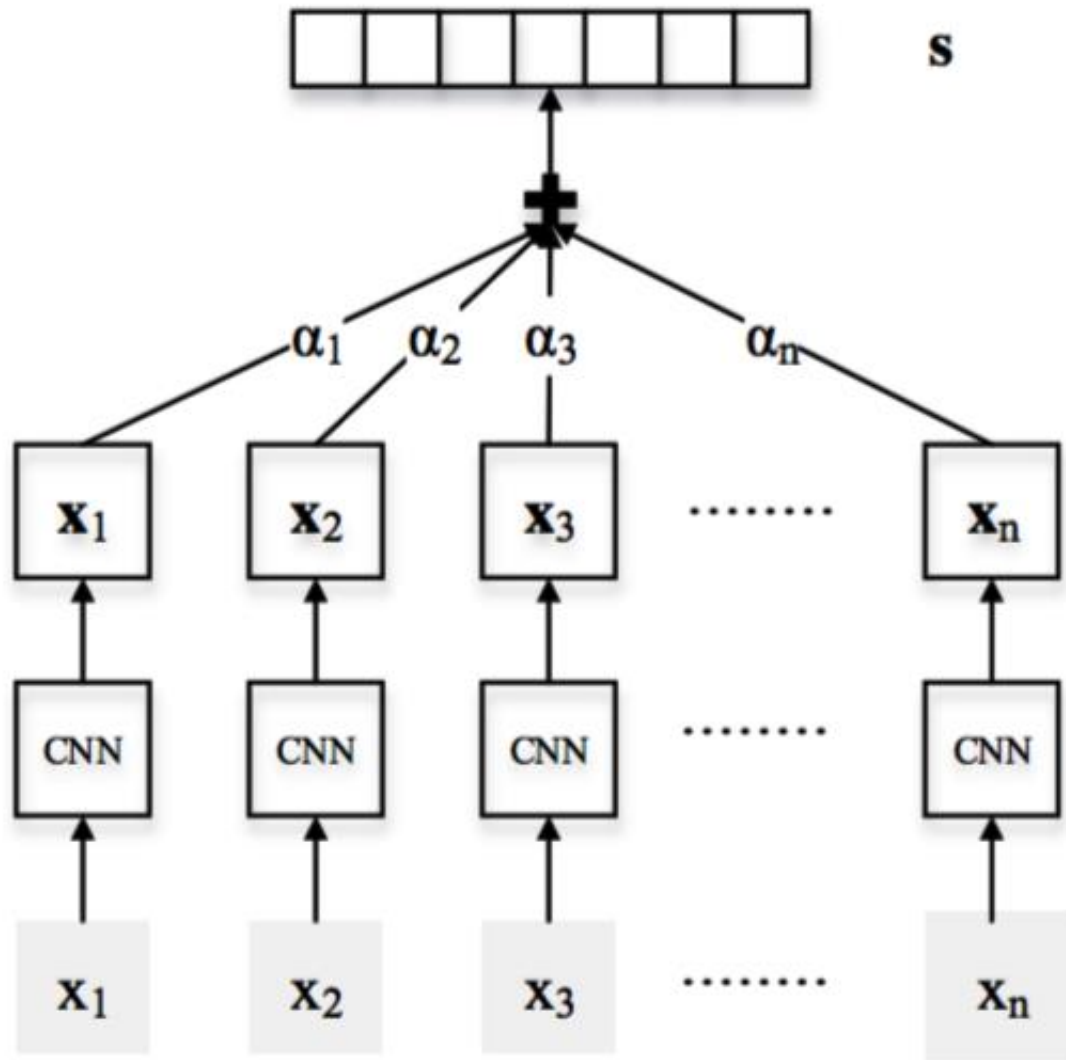 s
α₁ α₂ α₃ αₙ
x₁ x₂ x₃ ........ xₙ
CNN CNN CNN ........ CNN
x₁ x₂ x₃ ........ xₙ